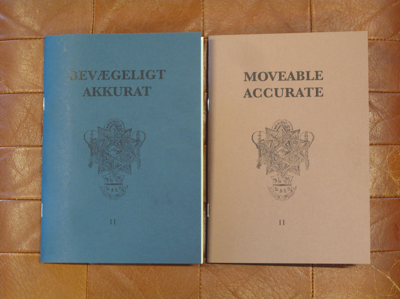 BEVÆGELIGT
AKKURAT
II
MOVEABLE
ACCURATE
II